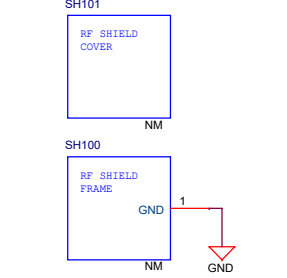 SH101
RF SHIELD
COVER
NM
SH100
RF SHIELD
FRAME
GND
1
NM
GND